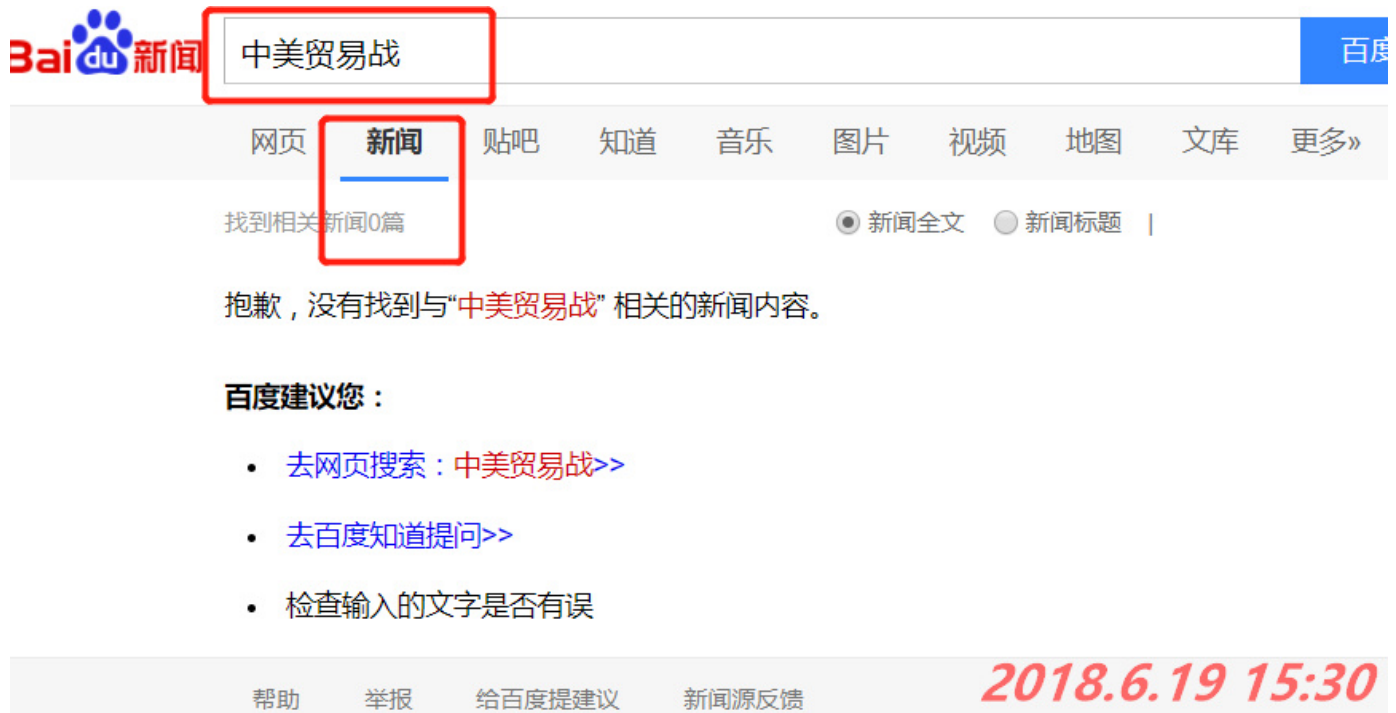 Bai du 新闻 中美贸易战 百度
网页 新闻 贴吧 知道 音乐 图片 视频 地图 文库 更多»
找到相关新闻0篇 新闻全文 新闻标题 |
抱歉，没有找到与“中美贸易战” 相关的新闻内容。
百度建议您：
• 去网页搜索：中美贸易战>>
• 去百度知道提问>>
• 检查输入的文字是否有误
帮助 举报 给百度提建议 新闻源反馈 2018.6.19 15:30